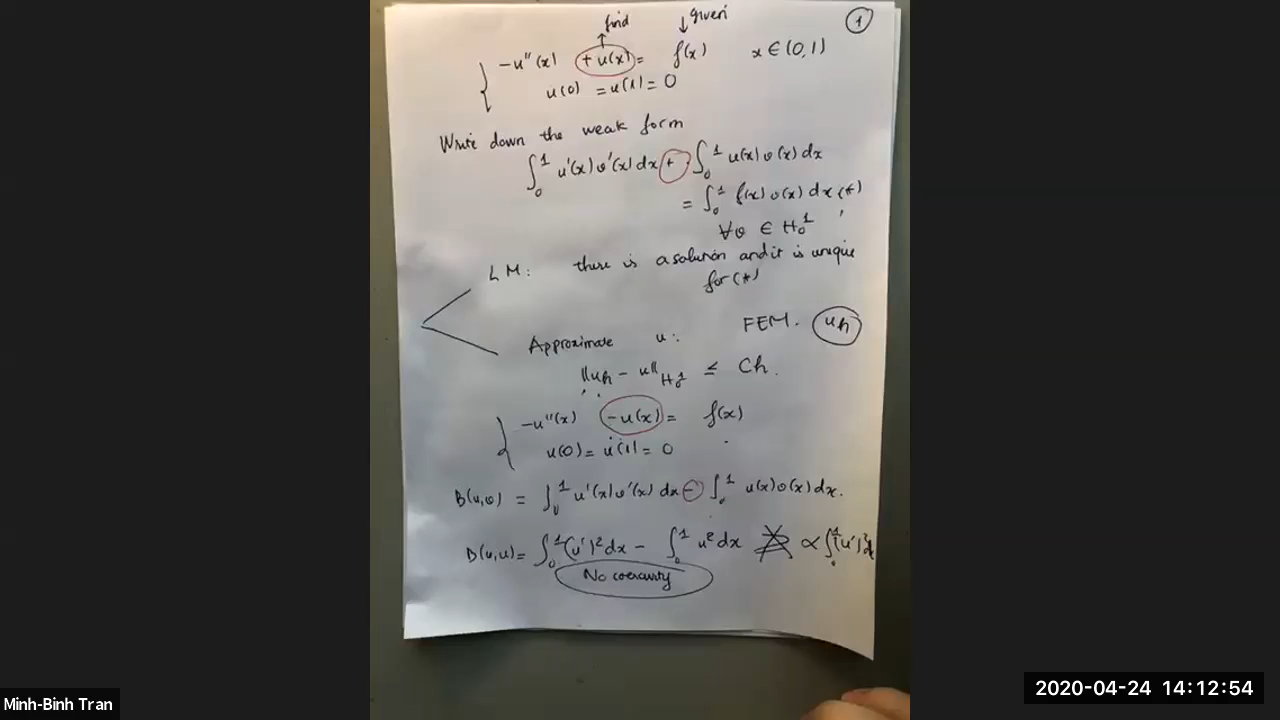 find ↓given ①
-u''(x) + u(x) = f(x) x ∈ (0,1)
u(0) = u(1) = 0
Write down the weak form
∫₀¹ u'(x) v'(x) dx + ∫₀¹ u(x) v(x) dx
= ∫₀¹ f(x) v(x) dx (*)
∀v ∈ H₀¹
LM: there is a solution and it is unique
for (*)
FEM. uh
Approximate u:
‖uh - u‖H₀¹ ≤ Ch.
-u''(x) -u(x) = f(x)
u(0) = u(1) = 0
B(u,v) = ∫₀¹ u'(x) v'(x) dx - ∫₀¹ u(x) v(x) dx.
B(u,u) = ∫₀¹ (u')² dx - ∫₀¹ u² dx ≱ α ∫₀¹ (u')² dx
No coercivity
Minh-Binh Tran
2020-04-24 14:12:54